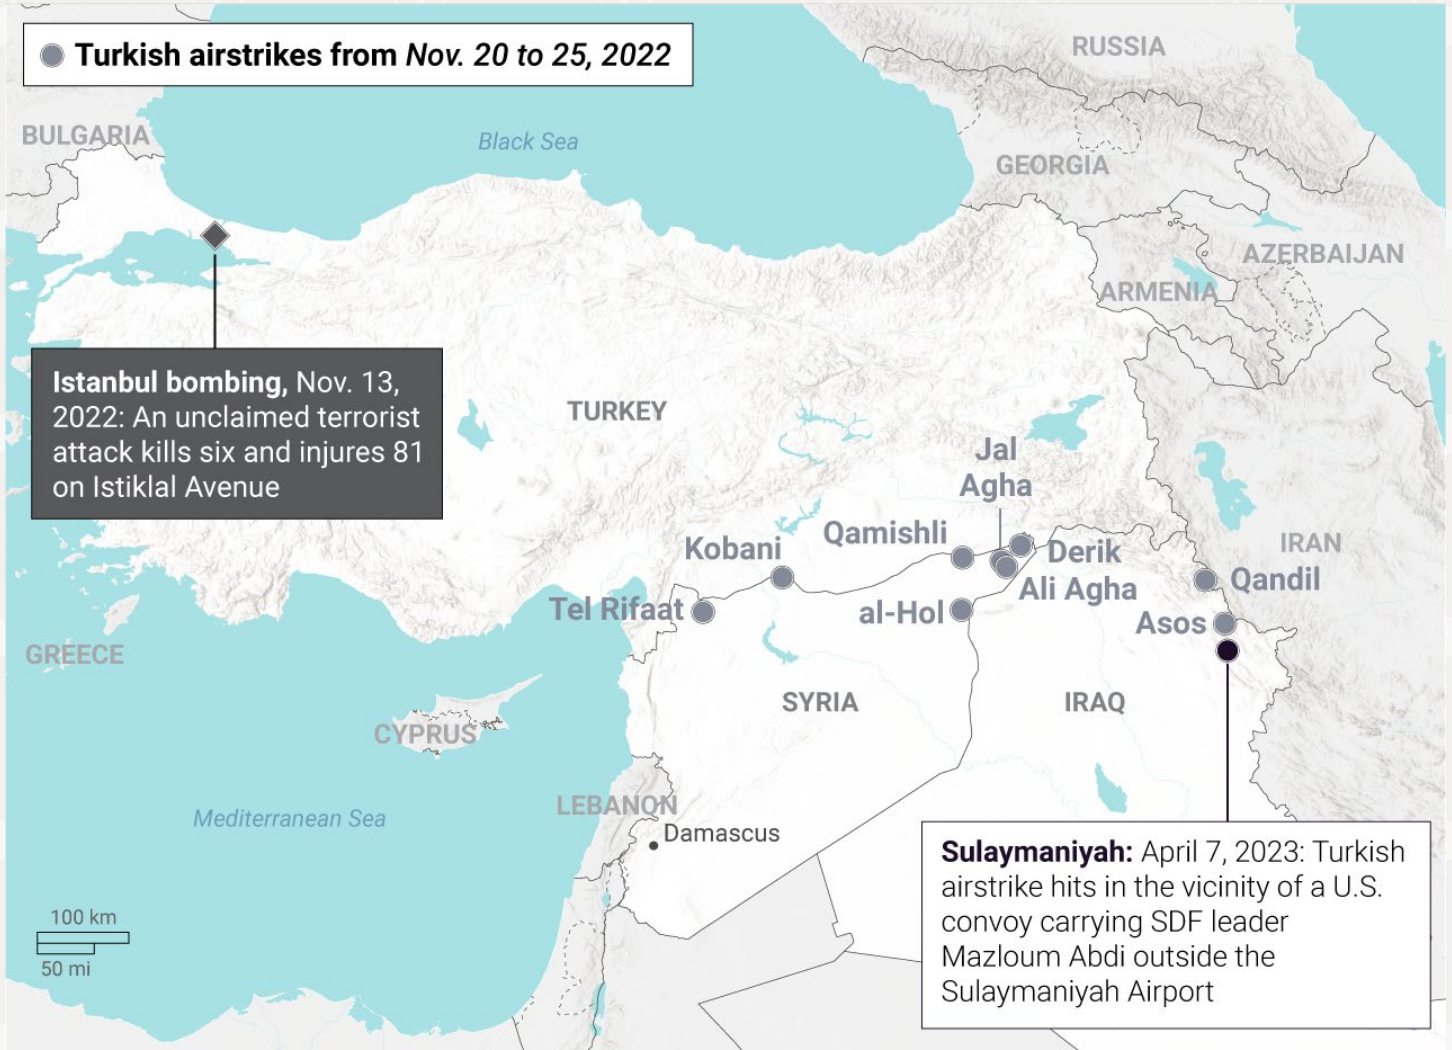 Turkish airstrikes from Nov. 20 to 25, 2022
RUSSIA
BULGARIA
Black Sea
GEORGIA
AZERBAIJAN
ARMENIA
Istanbul bombing, Nov. 13,
2022: An unclaimed terrorist
attack kills six and injures 81
on Istiklal Avenue
TURKEY
Jal
Agha
Qamishli
Kobani
Derik
IRAN
Ali Agha
Qandil
Tel Rifaat
al-Hol
Asos
GREECE
SYRIA
IRAQ
CYPRUS
LEBANON
Mediterranean Sea
Damascus
Sulaymaniyah: April 7, 2023: Turkish
airstrike hits in the vicinity of a U.S.
convoy carrying SDF leader
Mazloum Abdi outside the
Sulaymaniyah Airport
100 km
50 mi